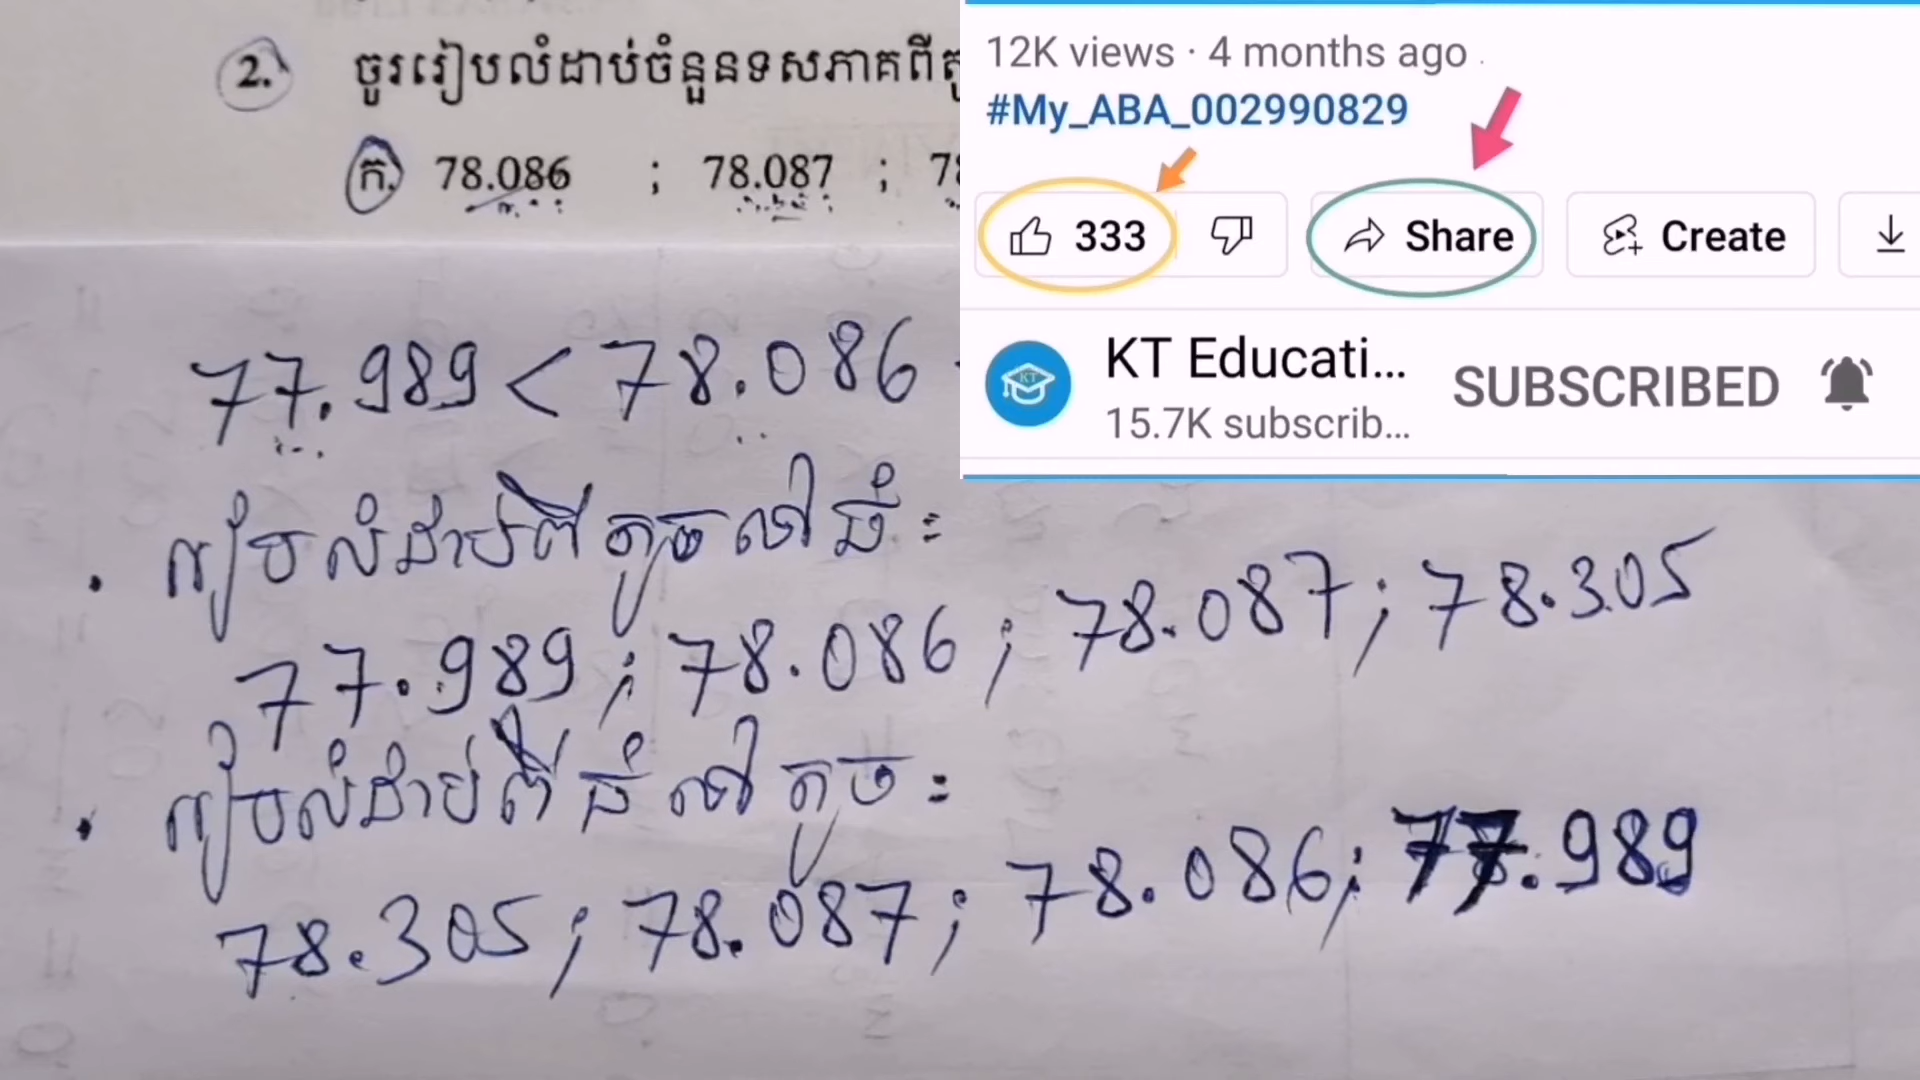 2. ចូររៀបលំដាប់ចំនួនទសភាគពីតូ
ក. 78.086 ; 78.087 ; 78
77.989 < 78.086
. រៀបលំដាប់ពីតូចទៅធំ:
77.989 ; 78.086 ; 78.087 ; 78.305
. រៀបលំដាប់ពីធំទៅតូច:
78.305 ; 78.087 ; 78.086 ; 77.989
12K views · 4 months ago
#My_ABA_002990829
333 Share Create
KT Educati... SUBSCRIBED
15.7K subscrib...
KT